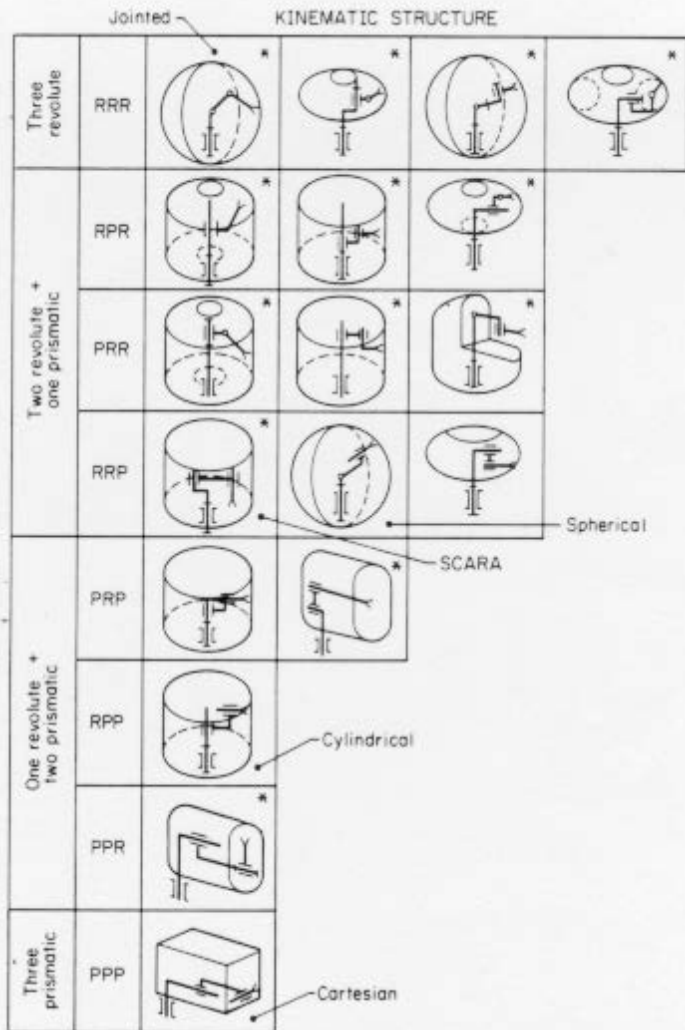 Jointed KINEMATIC STRUCTURE
Three revolute
RRR
* * * *
Two revolute + one prismatic
RPR
* * *
PRR
* * *
RRP
*
Spherical
SCARA
One revolute + two prismatic
PRP
*
RPP
Cylindrical
PPR
*
Three prismatic
PPP
Cartesian